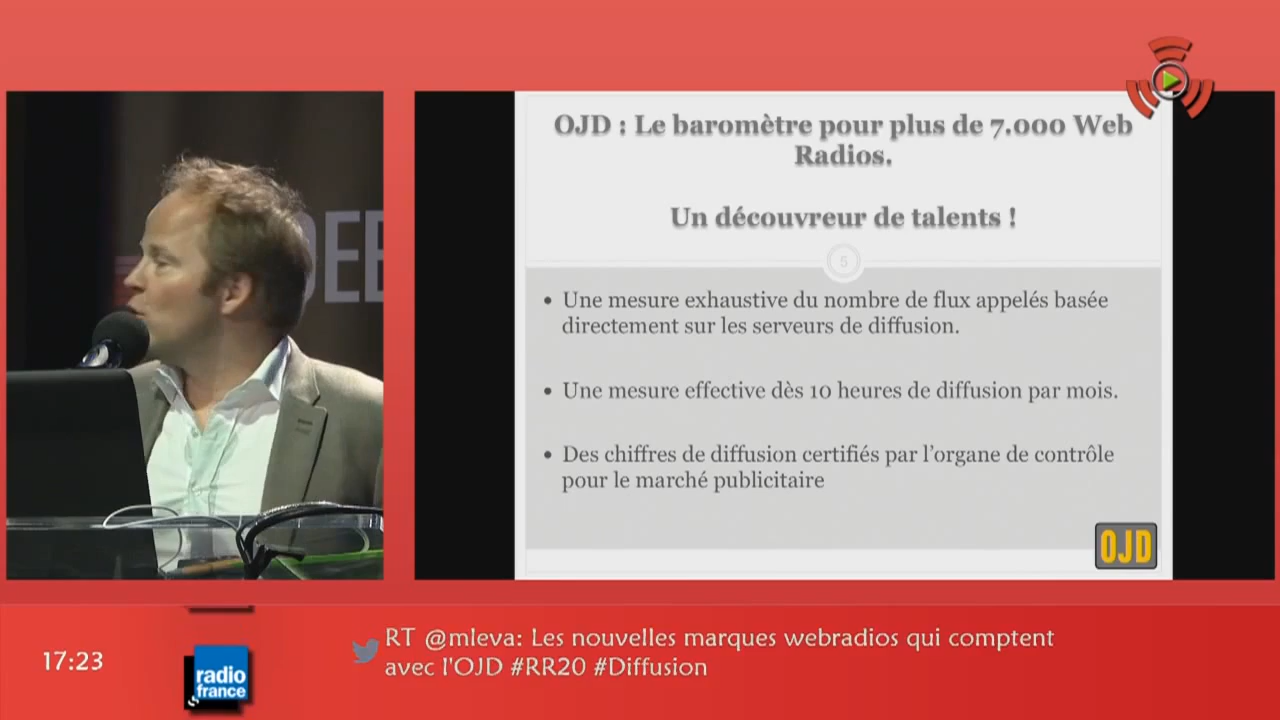 DEB
OJD : Le baromètre pour plus de 7.000 Web
Radios.
Un découvreur de talents !
5
• Une mesure exhaustive du nombre de flux appelés basée
directement sur les serveurs de diffusion.
• Une mesure effective dès 10 heures de diffusion par mois.
• Des chiffres de diffusion certifiés par l’organe de contrôle
pour le marché publicitaire
OJD
17:23
radio
france
RT @mleva: Les nouvelles marques webradios qui comptent
avec l'OJD #RR20 #Diffusion